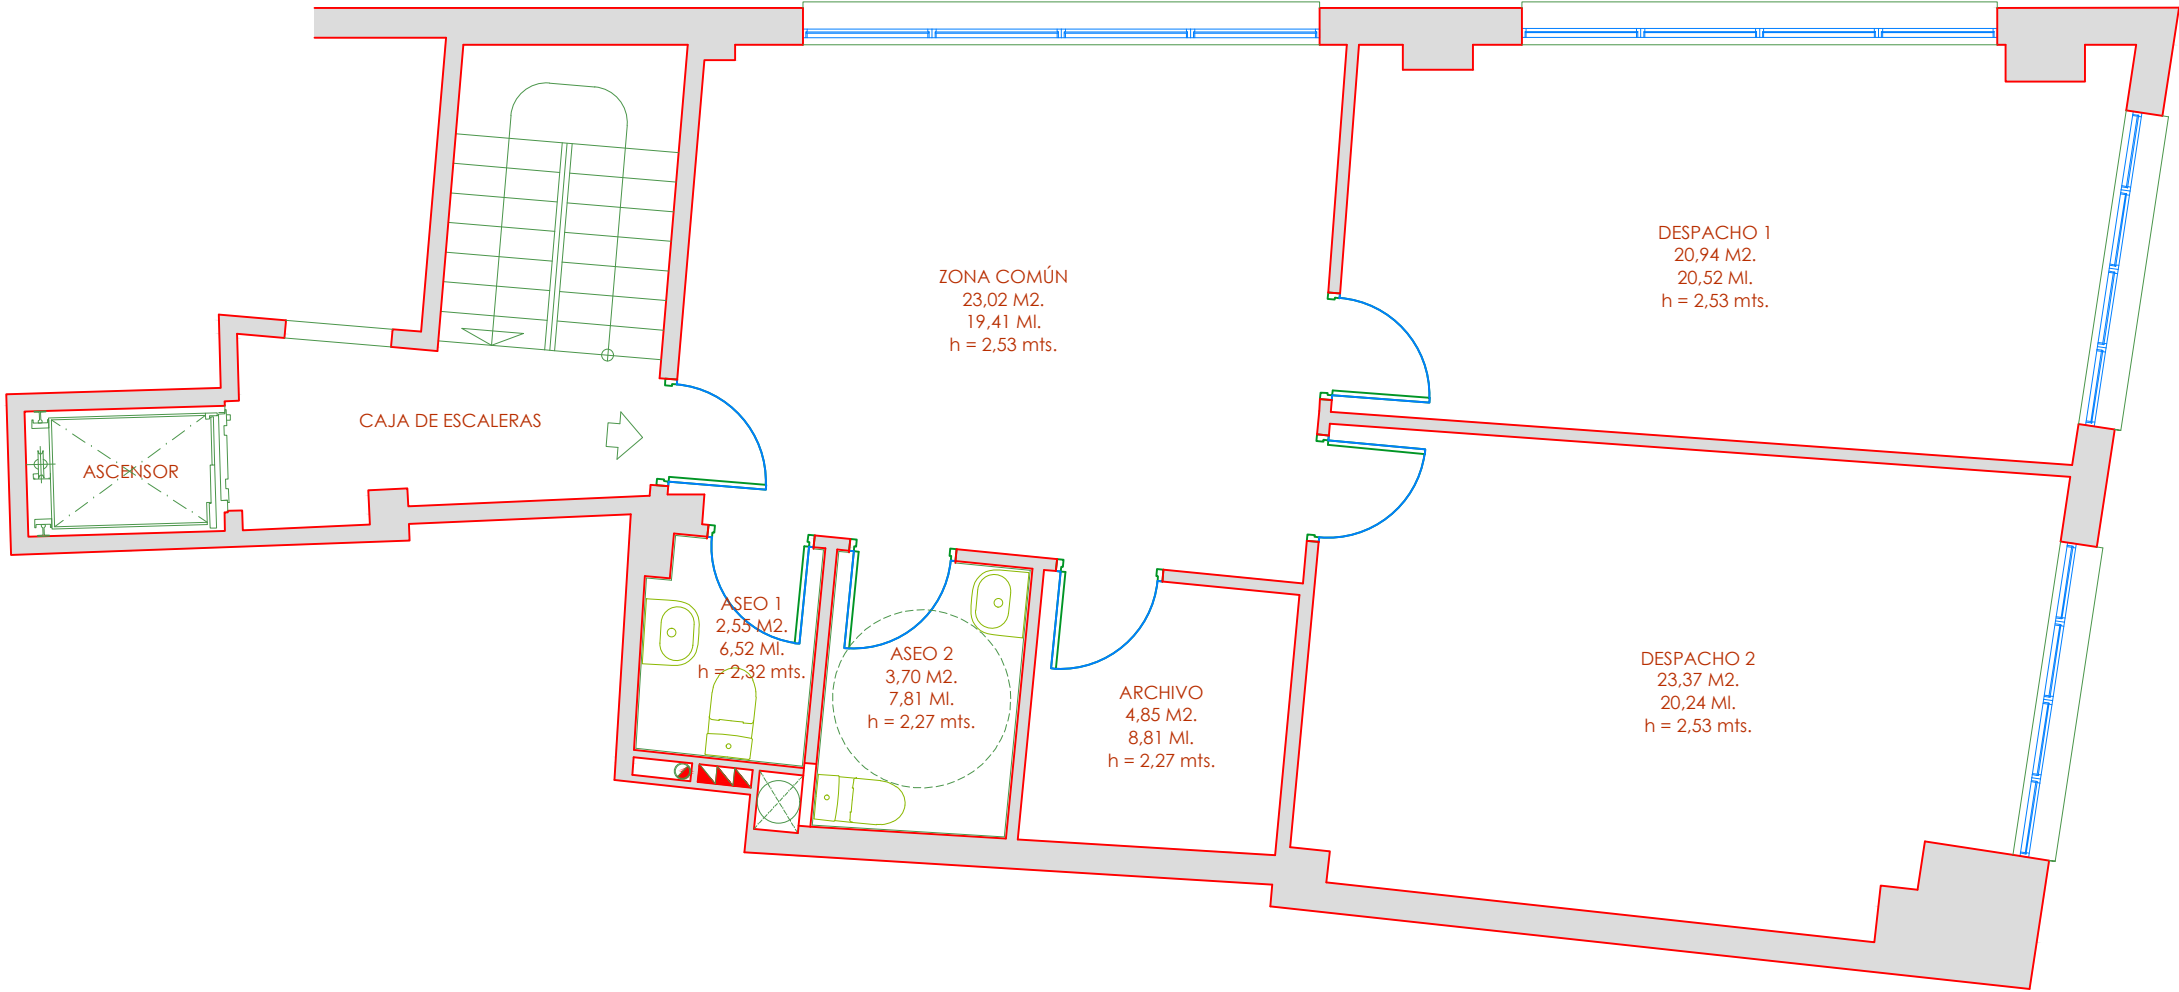 ZONA COMÚN
23,02 M2.
19,41 Ml.
h = 2,53 mts.
DESPACHO 1
20,94 M2.
20,52 Ml.
h = 2,53 mts.
CAJA DE ESCALERAS
ASCENSOR
ASEO 1
2,55 M2.
6,52 Ml.
h = 2,32 mts.
ASEO 2
3,70 M2.
7,81 Ml.
h = 2,27 mts.
ARCHIVO
4,85 M2.
8,81 Ml.
h = 2,27 mts.
DESPACHO 2
23,37 M2.
20,24 Ml.
h = 2,53 mts.